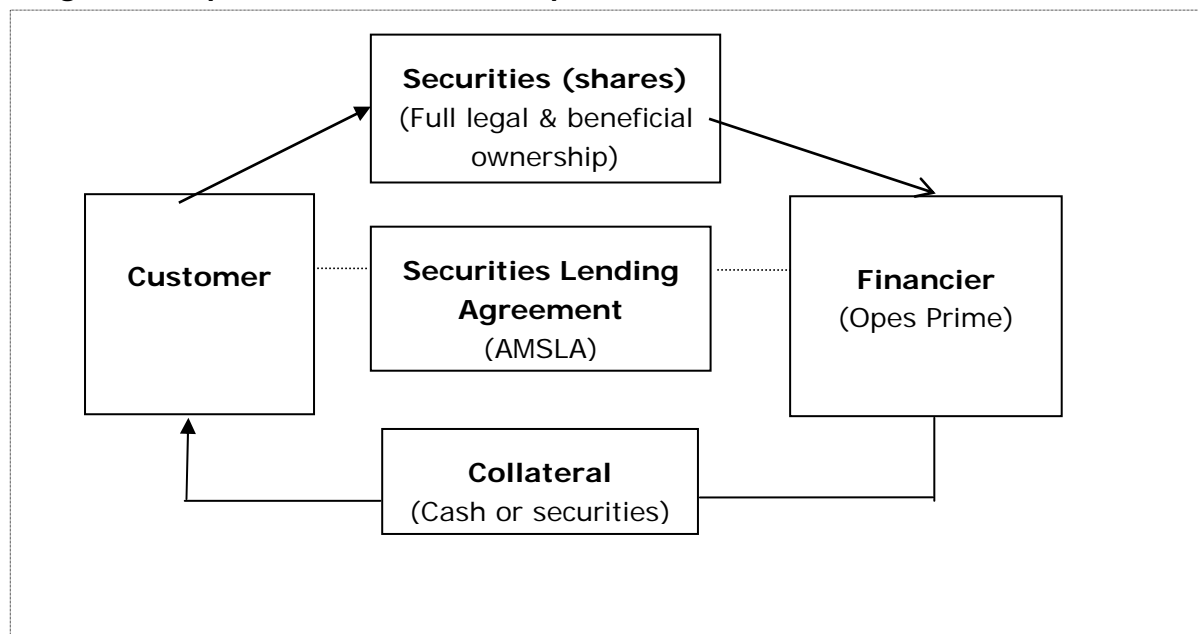 Securities (shares)
(Full legal & beneficial
ownership)
Customer
Securities Lending
Agreement
(AMSLA)
Financier
(Opes Prime)
Collateral
(Cash or securities)